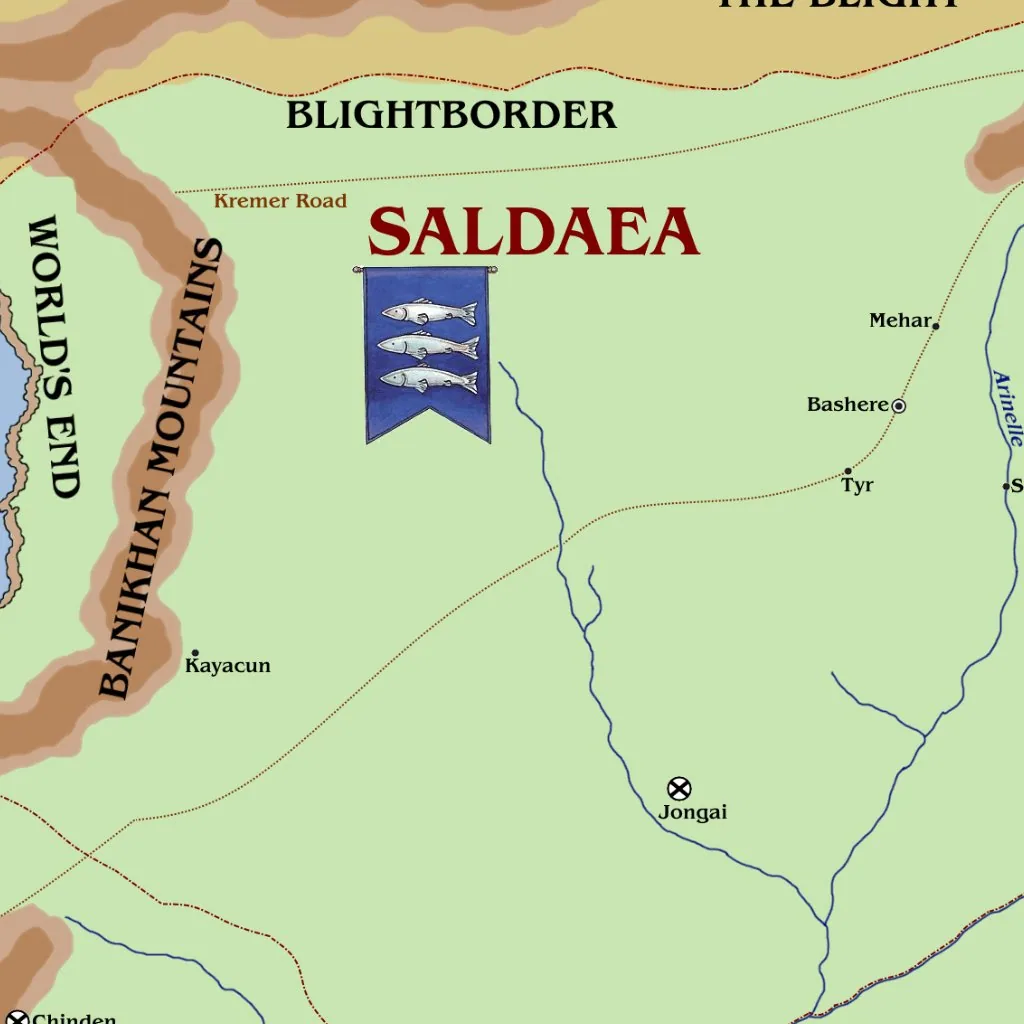 THE BLIGHT
BLIGHTBORDER
Kremer Road
SALDAEA
WORLD'S END
BANIKHAN MOUNTAINS
Mehar
Arinelle
Bashere
Tyr
S
Kayacun
Jongai
Chinden